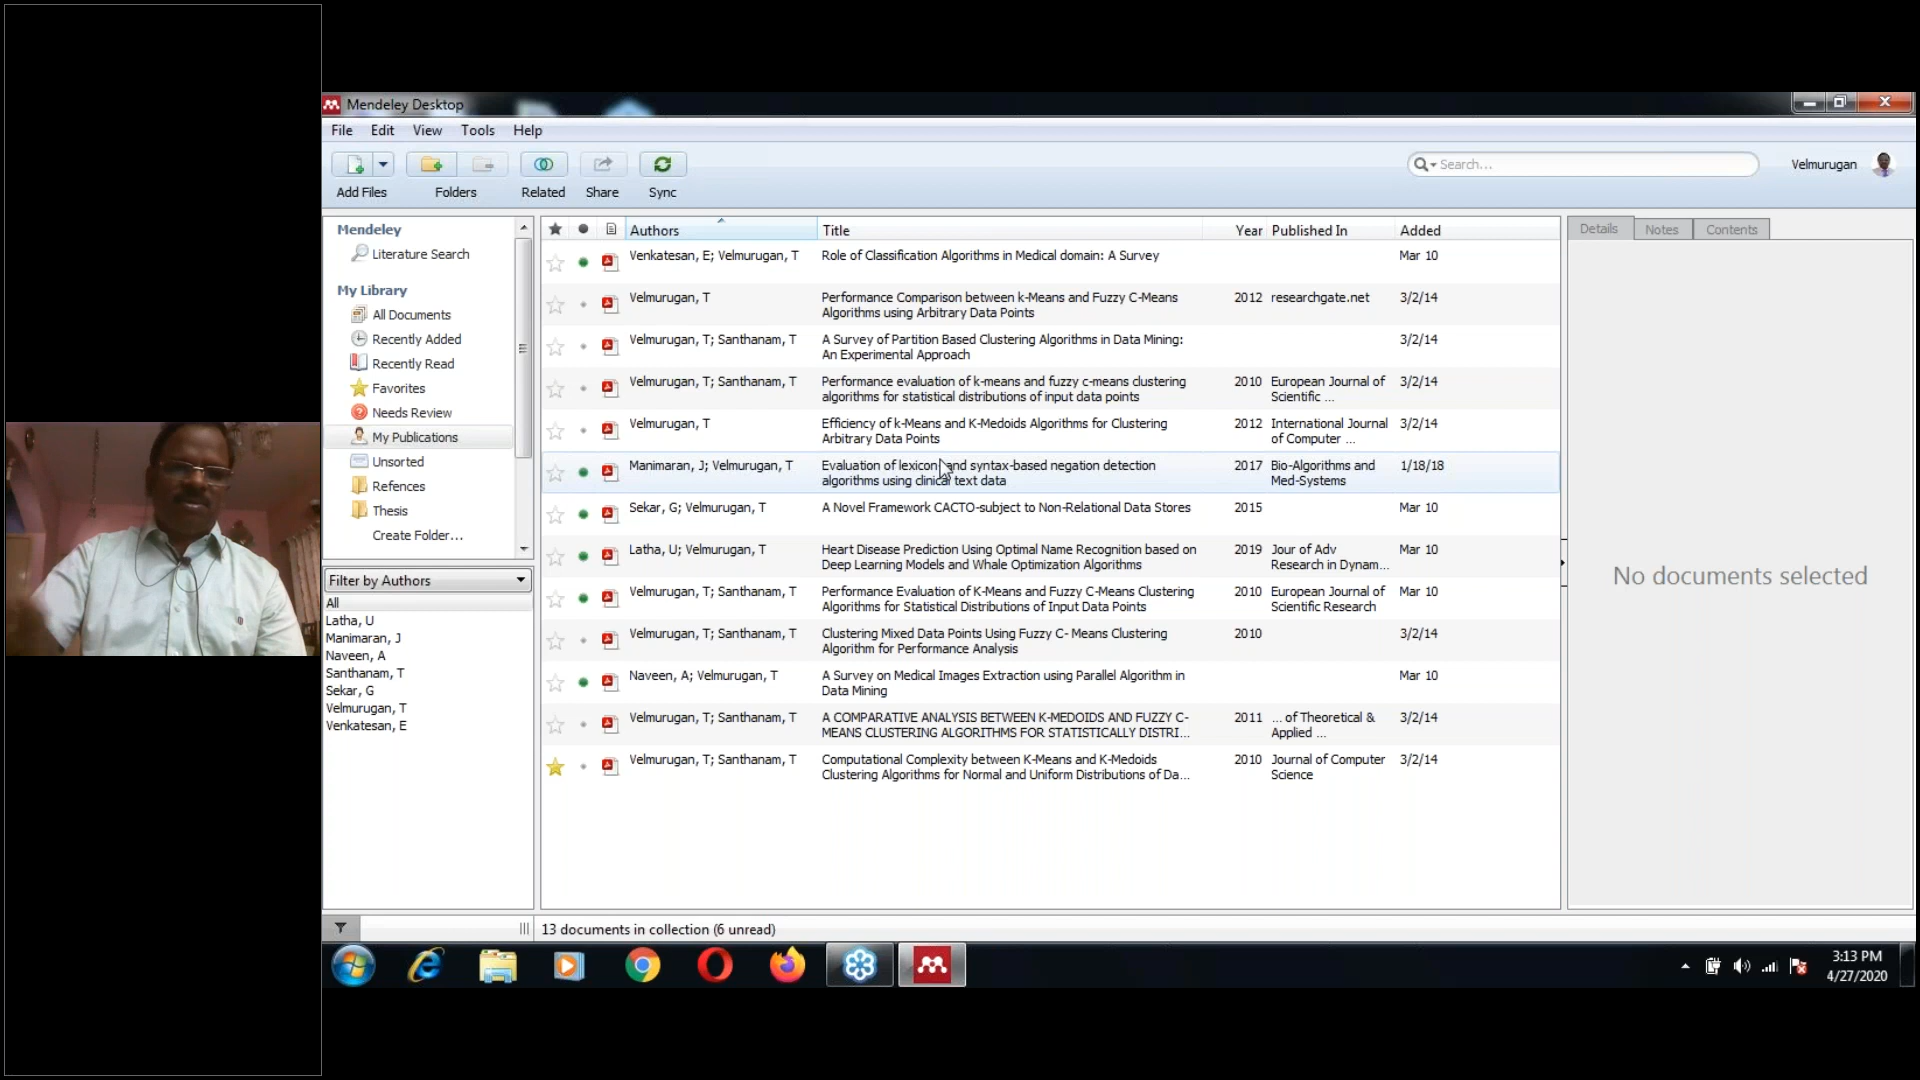 Mendeley Desktop
File Edit View Tools Help
Search... Velmurugan
Add Files Folders Related Share Sync
Mendeley
Literature Search
My Library
All Documents
Recently Added
Recently Read
Favorites
Needs Review
My Publications
Unsorted
Refences
Thesis
Create Folder...
Filter by Authors
All
Latha, U
Manimaran, J
Naveen, A
Santhanam, T
Sekar, G
Velmurugan, T
Venkatesan, E
Authors Title Year Published In Added
Venkatesan, E; Velmurugan, T Role of Classification Algorithms in Medical domain: A Survey Mar 10
Velmurugan, T Performance Comparison between k-Means and Fuzzy C-Means 2012 researchgate.net 3/2/14
Algorithms using Arbitrary Data Points
Velmurugan, T; Santhanam, T A Survey of Partition Based Clustering Algorithms in Data Mining: 3/2/14
An Experimental Approach
Velmurugan, T; Santhanam, T Performance evaluation of k-means and fuzzy c-means clustering 2010 European Journal of 3/2/14
algorithms for statistical distributions of input data points Scientific ...
Velmurugan, T Efficiency of k-Means and K-Medoids Algorithms for Clustering 2012 International Journal 3/2/14
Arbitrary Data Points of Computer ...
Manimaran, J; Velmurugan, T Evaluation of lexicon- and syntax-based negation detection 2017 Bio-Algorithms and 1/18/18
algorithms using clinical text data Med-Systems
Sekar, G; Velmurugan, T A Novel Framework CACTO-subject to Non-Relational Data Stores 2015 Mar 10
Latha, U; Velmurugan, T Heart Disease Prediction Using Optimal Name Recognition based on 2019 Jour of Adv Mar 10
Deep Learning Models and Whale Optimization Algorithms Research in Dynam...
Velmurugan, T; Santhanam, T Performance Evaluation of K-Means and Fuzzy C-Means Clustering 2010 European Journal of Mar 10
Algorithms for Statistical Distributions of Input Data Points Scientific Research
Velmurugan, T; Santhanam, T Clustering Mixed Data Points Using Fuzzy C- Means Clustering 2010 3/2/14
Algorithm for Performance Analysis
Naveen, A; Velmurugan, T A Survey on Medical Images Extraction using Parallel Algorithm in Mar 10
Data Mining
Velmurugan, T; Santhanam, T A COMPARATIVE ANALYSIS BETWEEN K-MEDOIDS AND FUZZY C- 2011 ... of Theoretical & 3/2/14
MEANS CLUSTERING ALGORITHMS FOR STATISTICALLY DISTRI... Applied ...
Velmurugan, T; Santhanam, T Computational Complexity between K-Means and K-Medoids 2010 Journal of Computer 3/2/14
Clustering Algorithms for Normal and Uniform Distributions of Da... Science
Details Notes Contents
No documents selected
13 documents in collection (6 unread)
3:13 PM
4/27/2020